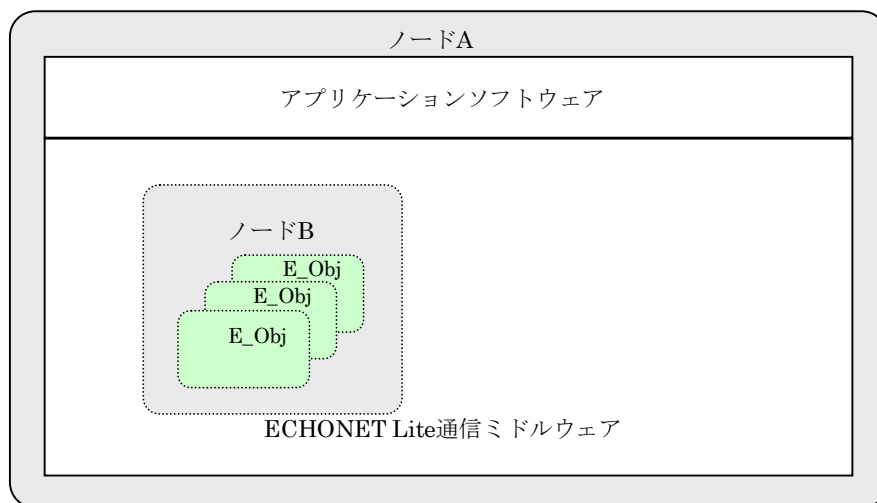 ノードA
アプリケーションソフトウェア
ノードB
E_Obj
E_Obj
E_Obj
ECHONET Lite通信ミドルウェア